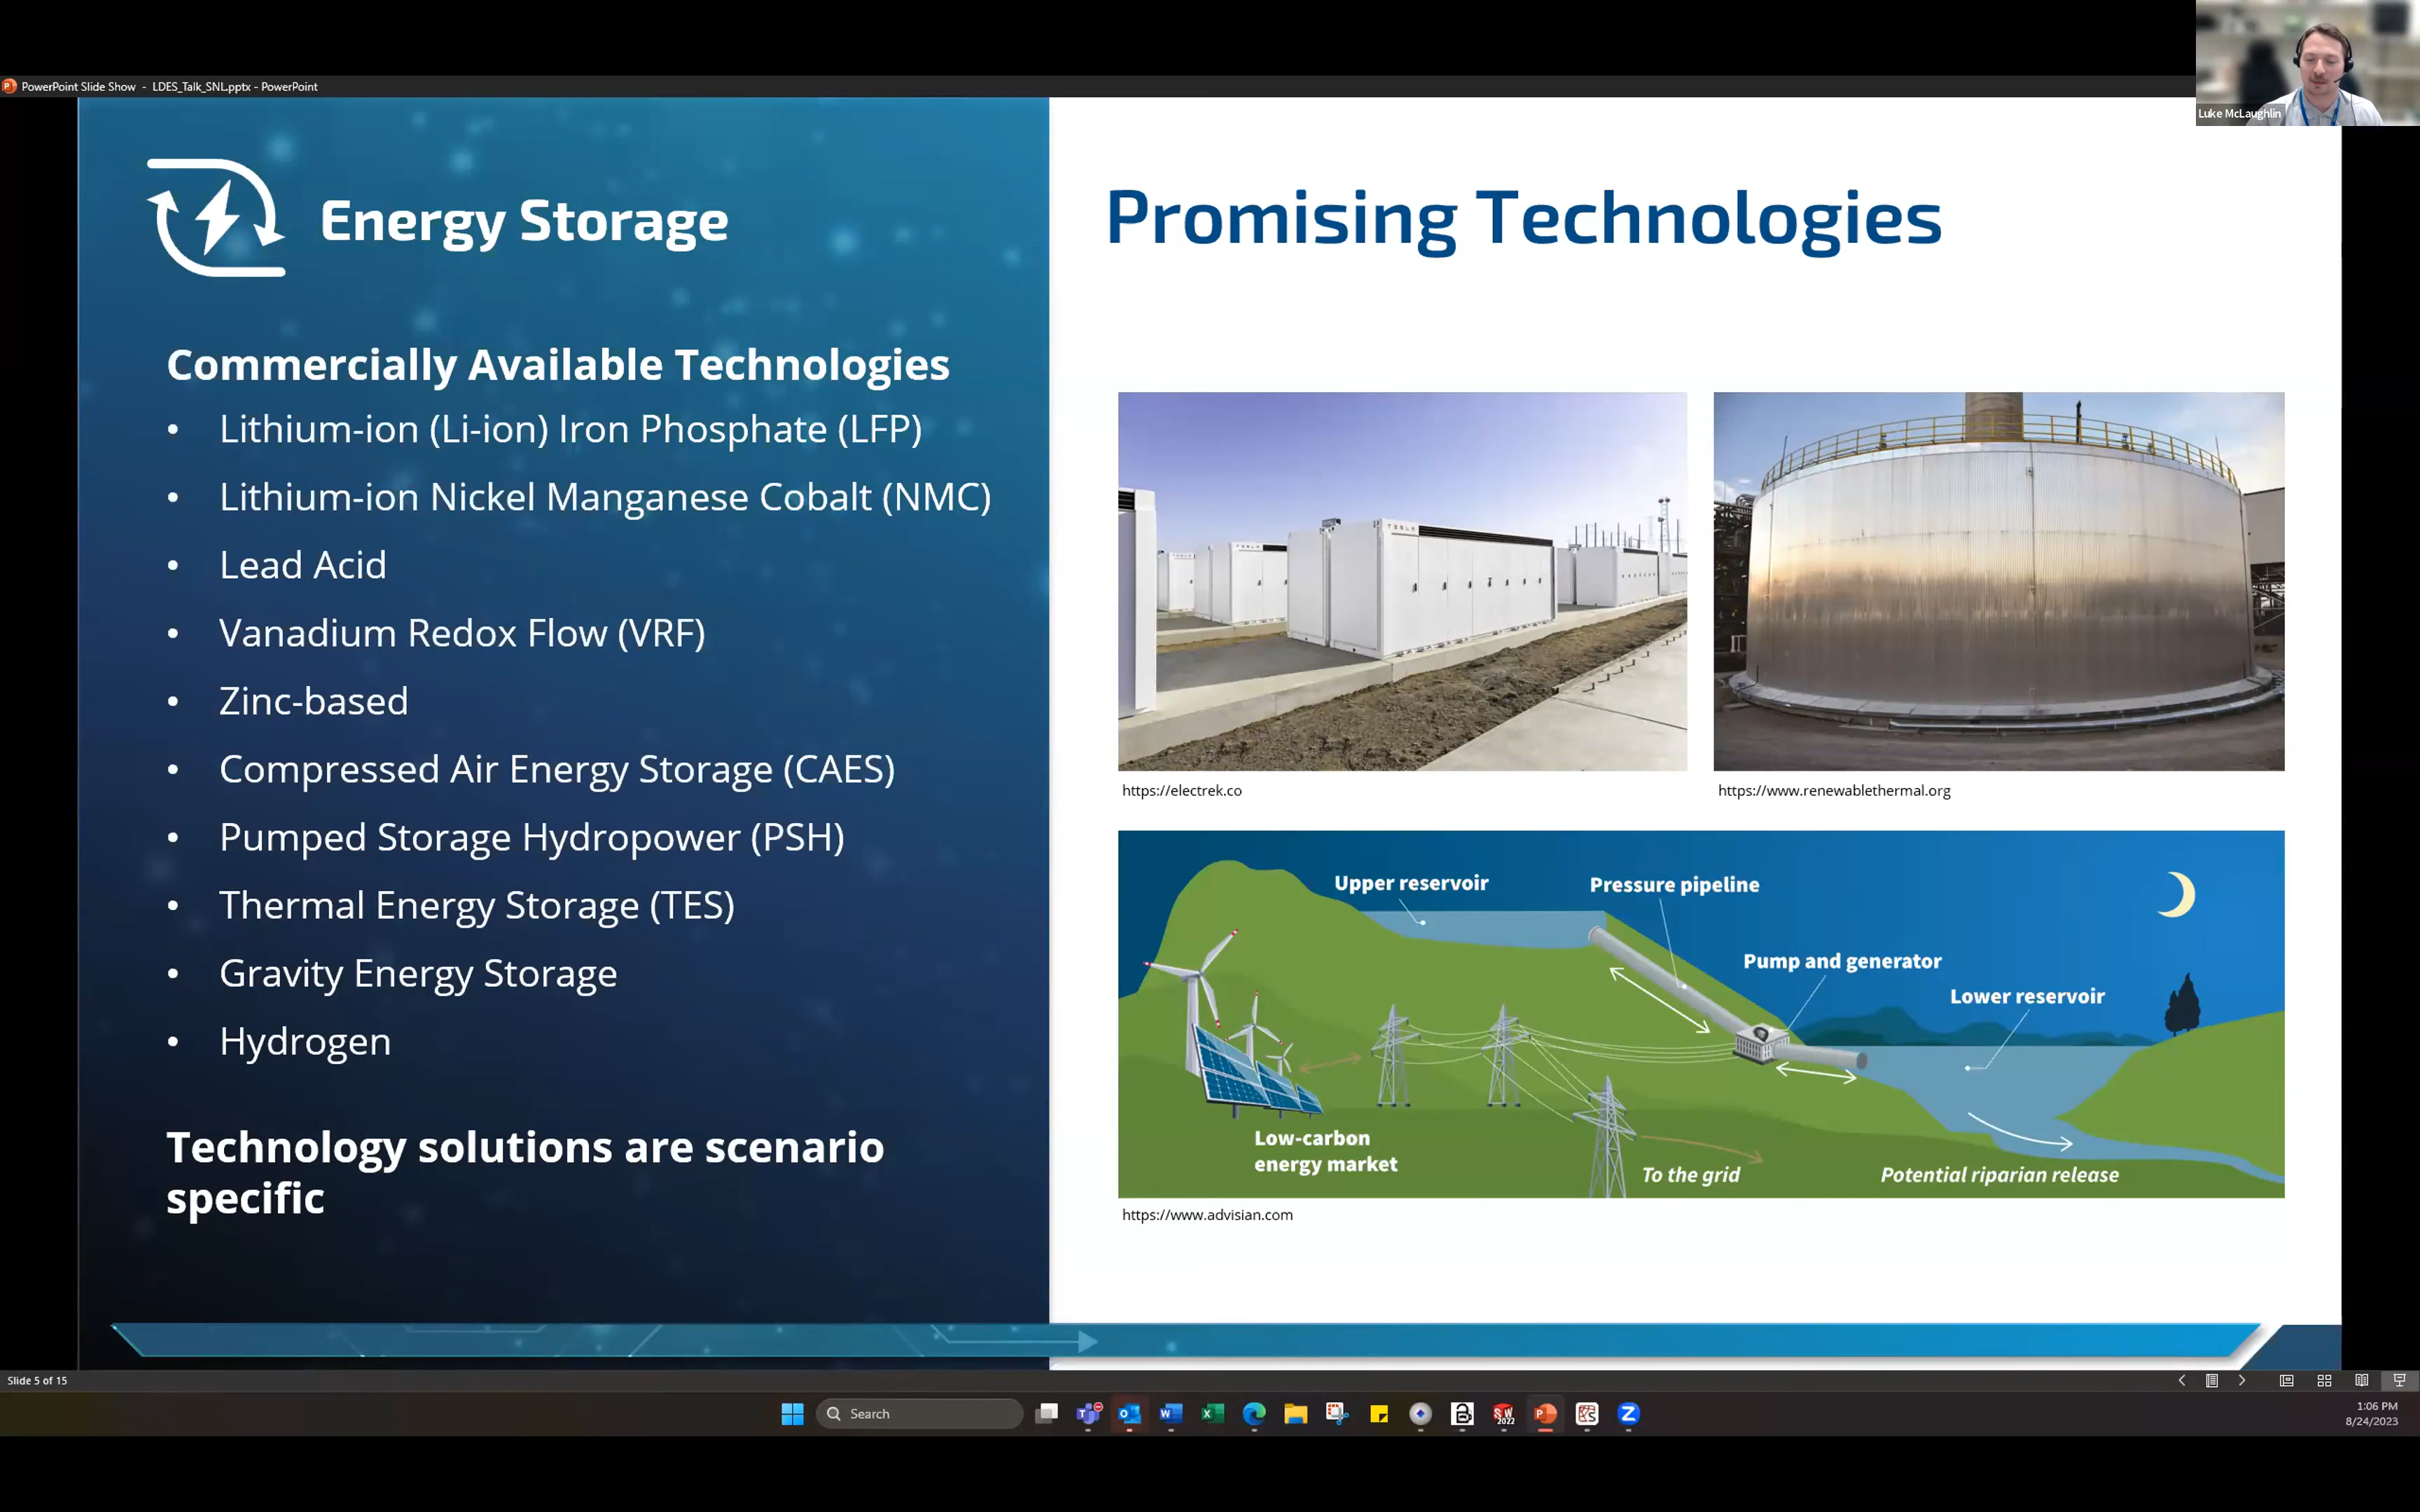 PowerPoint Slide Show - LDES_Talk_SNL.pptx - PowerPoint
Luke McLaughlin
Energy Storage
Commercially Available Technologies
• Lithium-ion (Li-ion) Iron Phosphate (LFP)
• Lithium-ion Nickel Manganese Cobalt (NMC)
• Lead Acid
• Vanadium Redox Flow (VRF)
• Zinc-based
• Compressed Air Energy Storage (CAES)
• Pumped Storage Hydropower (PSH)
• Thermal Energy Storage (TES)
• Gravity Energy Storage
• Hydrogen
Technology solutions are scenario
specific
Promising Technologies
TESLA
https://electrek.co
https://www.renewablethermal.org
Upper reservoir
Pressure pipeline
Pump and generator
Lower reservoir
Low-carbon
energy market
To the grid
Potential riparian release
https://www.advisian.com
Slide 5 of 15
Search
SW
2022
1:06 PM
8/24/2023